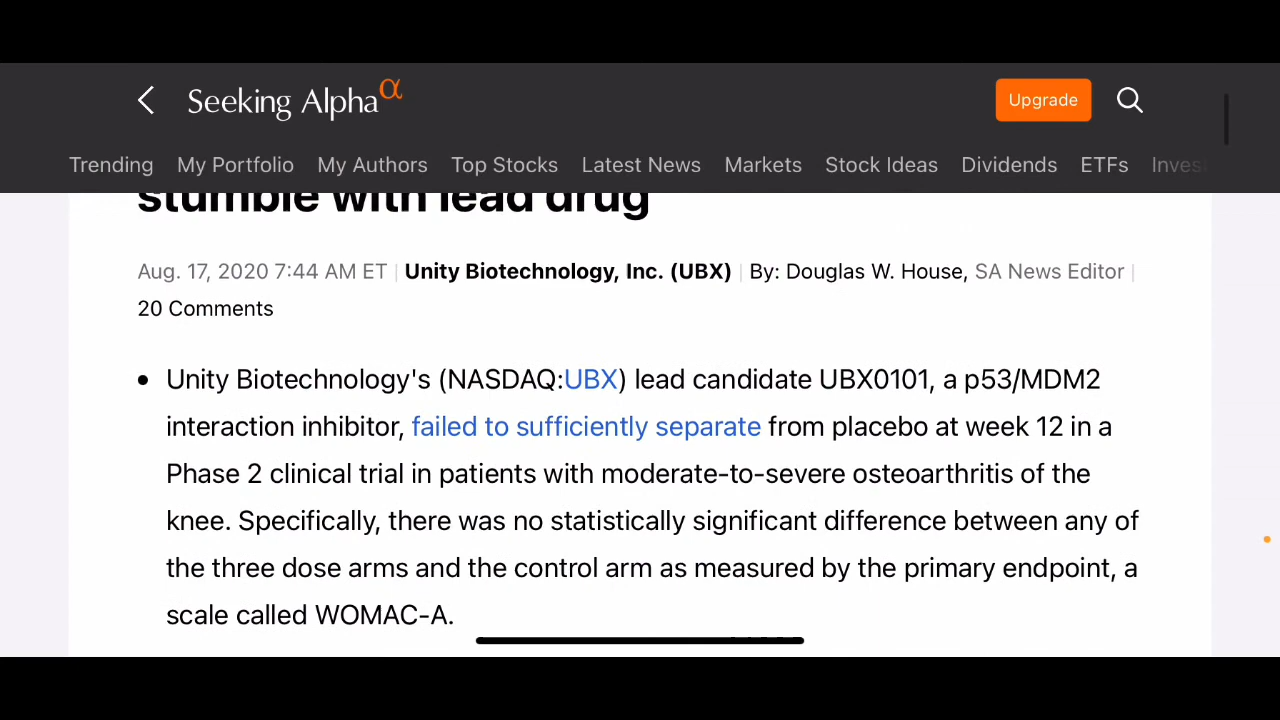 Seeking Alpha α
Upgrade
Trending My Portfolio My Authors Top Stocks Latest News Markets Stock Ideas Dividends ETFs Inves
stumble with lead drug
Aug. 17, 2020 7:44 AM ET | Unity Biotechnology, Inc. (UBX) | By: Douglas W. House, SA News Editor |
20 Comments
• Unity Biotechnology's (NASDAQ:UBX) lead candidate UBX0101, a p53/MDM2
interaction inhibitor, failed to sufficiently separate from placebo at week 12 in a
Phase 2 clinical trial in patients with moderate-to-severe osteoarthritis of the
knee. Specifically, there was no statistically significant difference between any of
the three dose arms and the control arm as measured by the primary endpoint, a
scale called WOMAC-A.